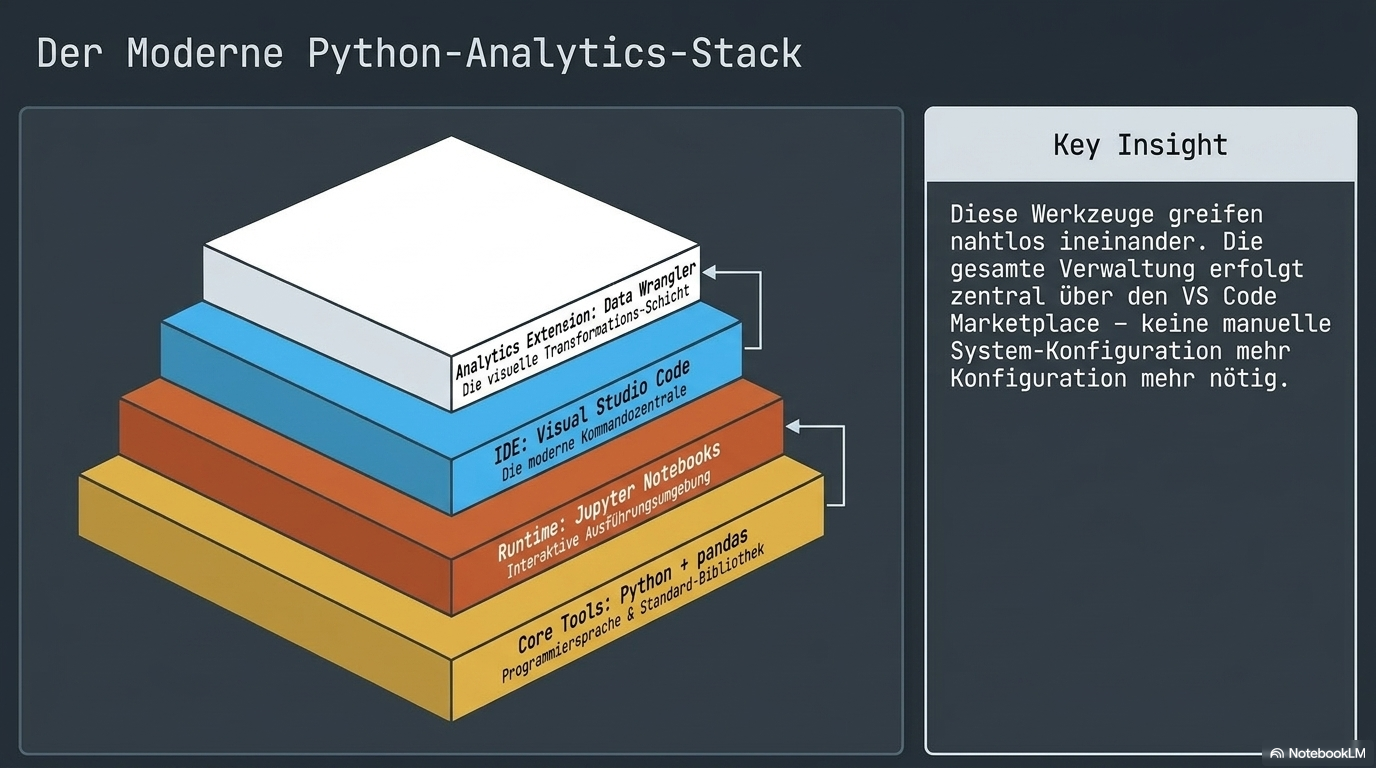 Der Moderne Python-Analytics-Stack
Analytics Extension: Data Wrangler
Die visuelle Transformations-Schicht
IDE: Visual Studio Code
Die moderne Kommandozentrale
Runtime: Jupyter Notebooks
Interaktive Ausführungsumgebung
Core Tools: Python + pandas
Programmiersprache & Standard-Bibliothek
Key Insight
Diese Werkzeuge greifen
nahtlos ineinander. Die
gesamte Verwaltung erfolgt
zentral über den VS Code
Marketplace – keine manuelle
System-Konfiguration mehr
Konfiguration mehr nötig.
NotebookLM